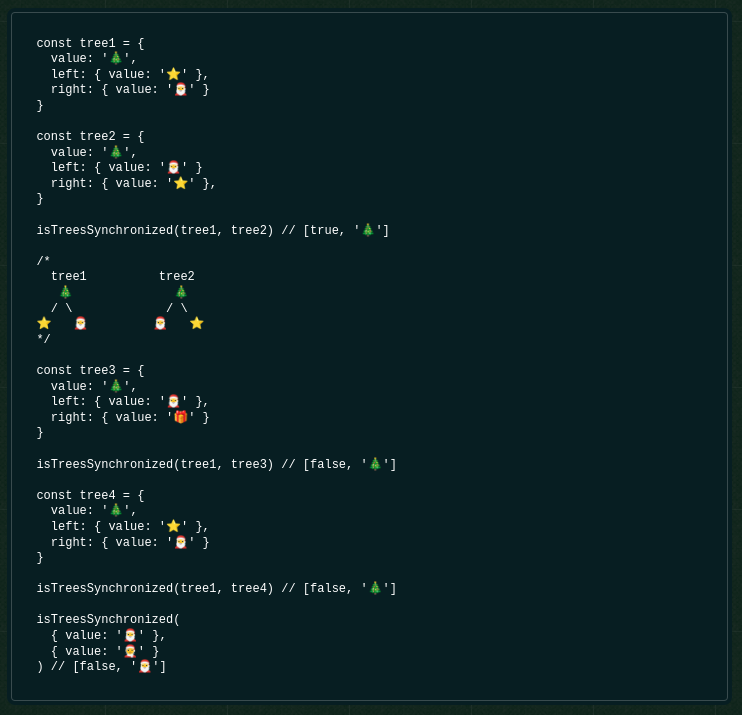 const tree1 = {
  value: '🎄',
  left: { value: '⭐' },
  right: { value: '🎅' }
}

const tree2 = {
  value: '🎄',
  left: { value: '🎅' }
  right: { value: '⭐' },
}

isTreesSynchronized(tree1, tree2) // [true, '🎄']

/*
  tree1          tree2
   🎄              🎄
  / \             / \
⭐   🎅         🎅   ⭐
*/

const tree3 = {
  value: '🎄',
  left: { value: '🎅' },
  right: { value: '🎁' }
}

isTreesSynchronized(tree1, tree3) // [false, '🎄']

const tree4 = {
  value: '🎄',
  left: { value: '⭐' },
  right: { value: '🎅' }
}

isTreesSynchronized(tree1, tree4) // [false, '🎄']

isTreesSynchronized(
  { value: '🎅' },
  { value: '🧑‍🎄' }
) // [false, '🎅']